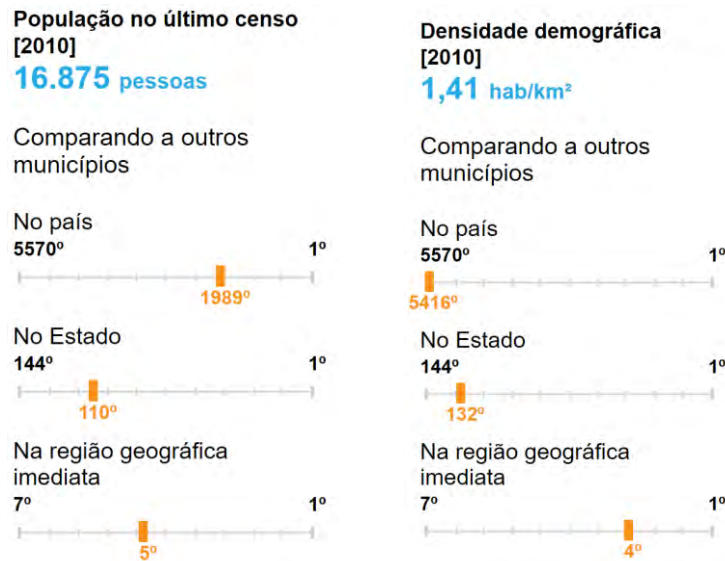 População no último censo
[2010]
16.875 pessoas
Comparando a outros
municípios
No país
5570º 1º
1989º
No Estado
144º 1º
110º
Na região geográfica
imediata
7º 1º
5º
Densidade demográfica
[2010]
1,41 hab/km²
Comparando a outros
municípios
No país
5570º 1º
5416º
No Estado
144º 1º
132º
Na região geográfica
imediata
7º 1º
4º